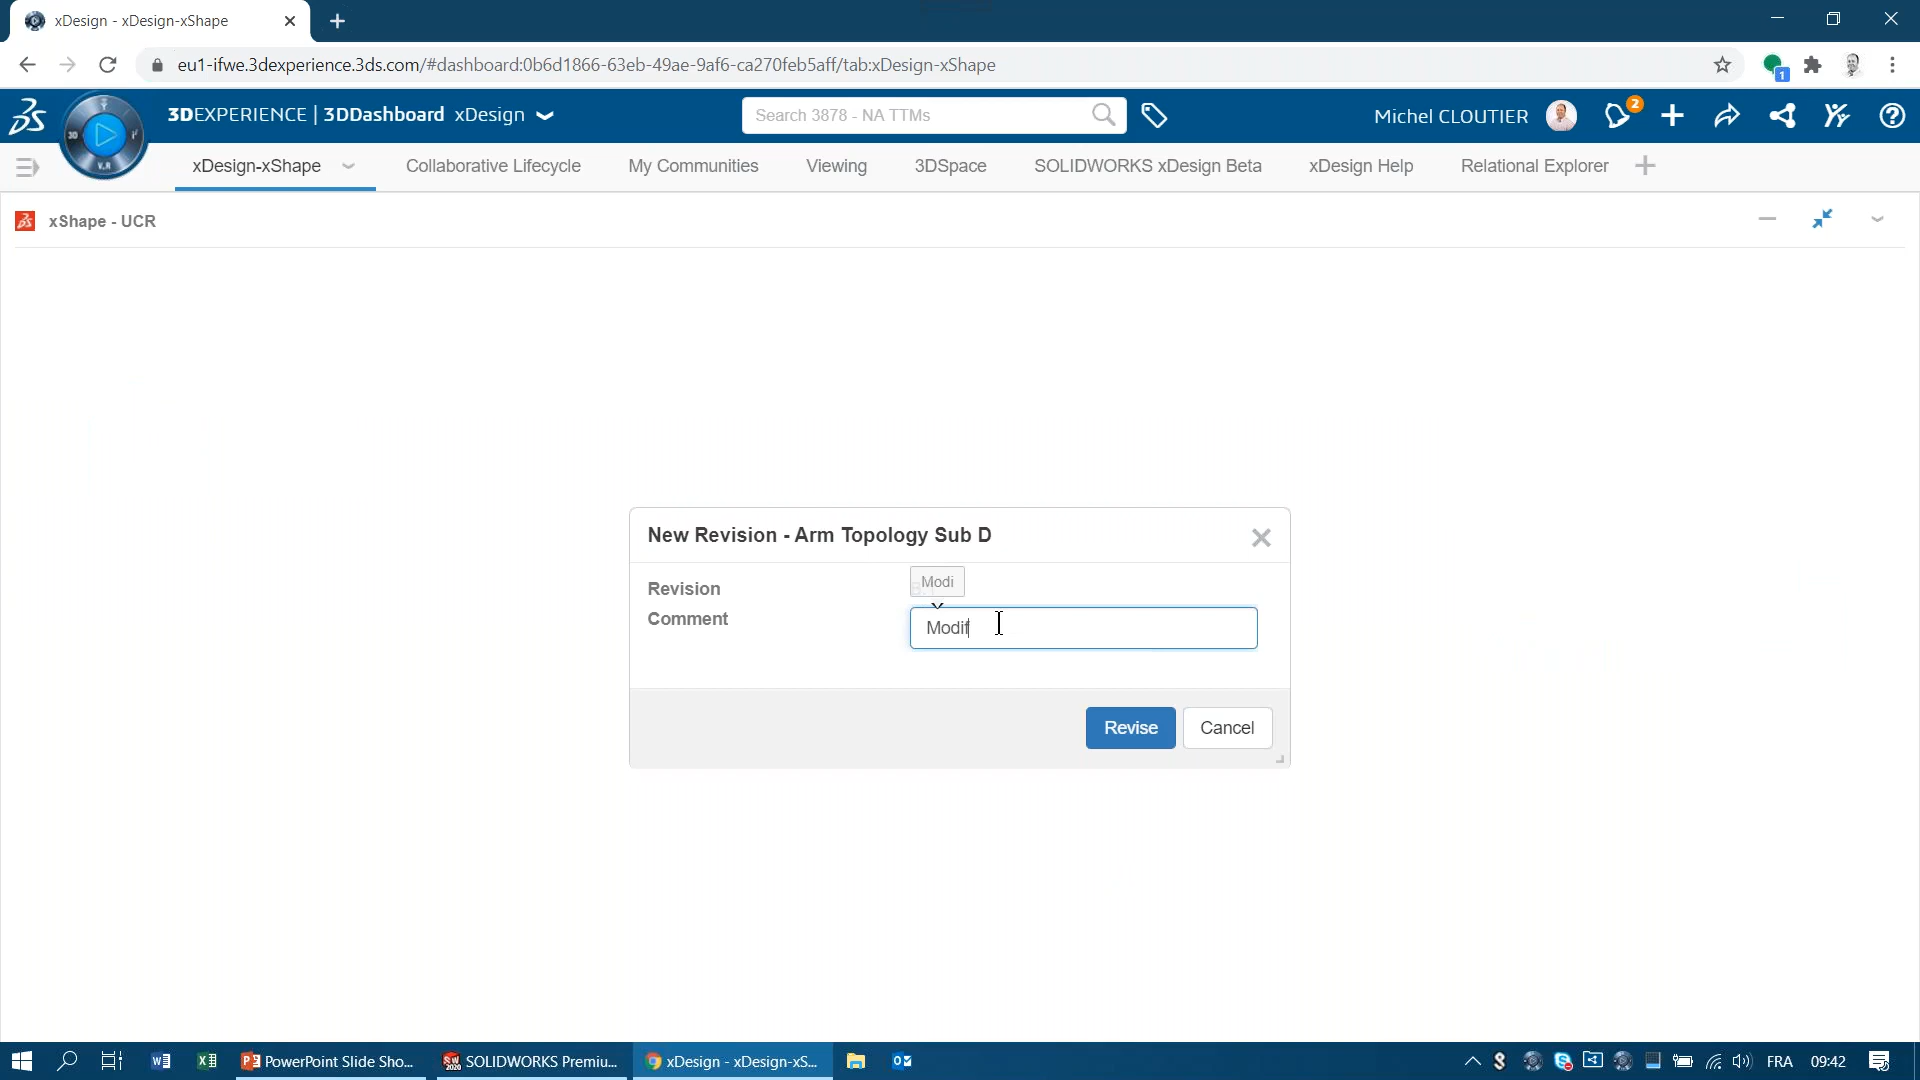 xDesign - xDesign-xShape
eu1-ifwe.3dexperience.3ds.com/#dashboard:0b6d1866-63eb-49ae-9af6-ca270feb5aff/tab:xDesign-xShape
1
3DEXPERIENCE | 3DDashboard xDesign
Search 3878 - NA TTMs
Michel CLOUTIER
2
3D
V.R
xDesign-xShape
Collaborative Lifecycle
My Communities
Viewing
3DSpace
SOLIDWORKS xDesign Beta
xDesign Help
Relational Explorer
xShape - UCR
New Revision - Arm Topology Sub D
Revision
Modi
Comment
Modif
Revise
Cancel
PowerPoint Slide Sho...
SOLIDWORKS Premiu...
xDesign - xDesign-xS...
FRA
09:42